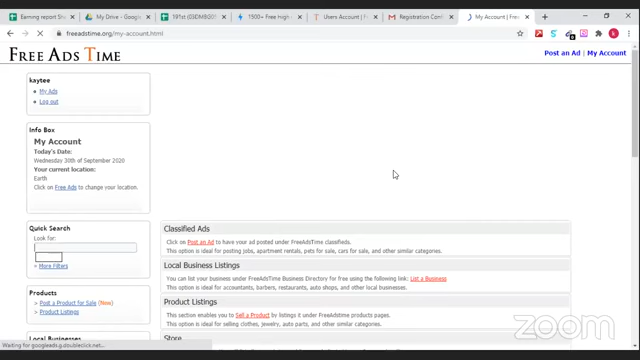 Earning report Sh
My Drive - Google
191st (03DM9G05
1500+ Free High
Users Account | F
Registration Conf
My Account | Free
freeadstime.org/my-account.html
FREE ADS TIME
Post an Ad | My Account
kaytee
My Ads
Log out
Info Box
My Account
Today's Date:
Wednesday 30th of September 2020
Your current location:
Earth
Click on Free Ads to change your location.
Quick Search
Look for:
More Filters
Products
Post a Product for Sale (New)
Product Listings
Local Businesses
Classified Ads
Click on Post an Ad to have your ad posted under FreeAdsTime classifieds.
This option is ideal for posting jobs, apartment rentals, pets for sale, cars for sale, and other similar categories.
Local Business Listings
You can list your business under FreeAdsTime Business Directory for free using the following link: List a Business
This option is ideal for accountants, barbers, restaurants, auto shops, and other local businesses.
Product Listings
This section enables you to Sell a Product by listings it under FreeAdsTime products pages.
This option is ideal for selling clothes, jewelry, auto parts, and other similar categories.
Store
Waiting for googleads.g.doubleclick.net...
zoom